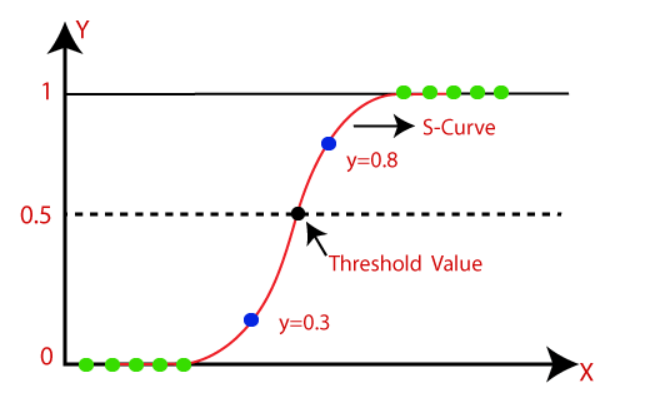 Y
1
S-Curve
y=0.8
0.5
Threshold Value
y=0.3
0
X